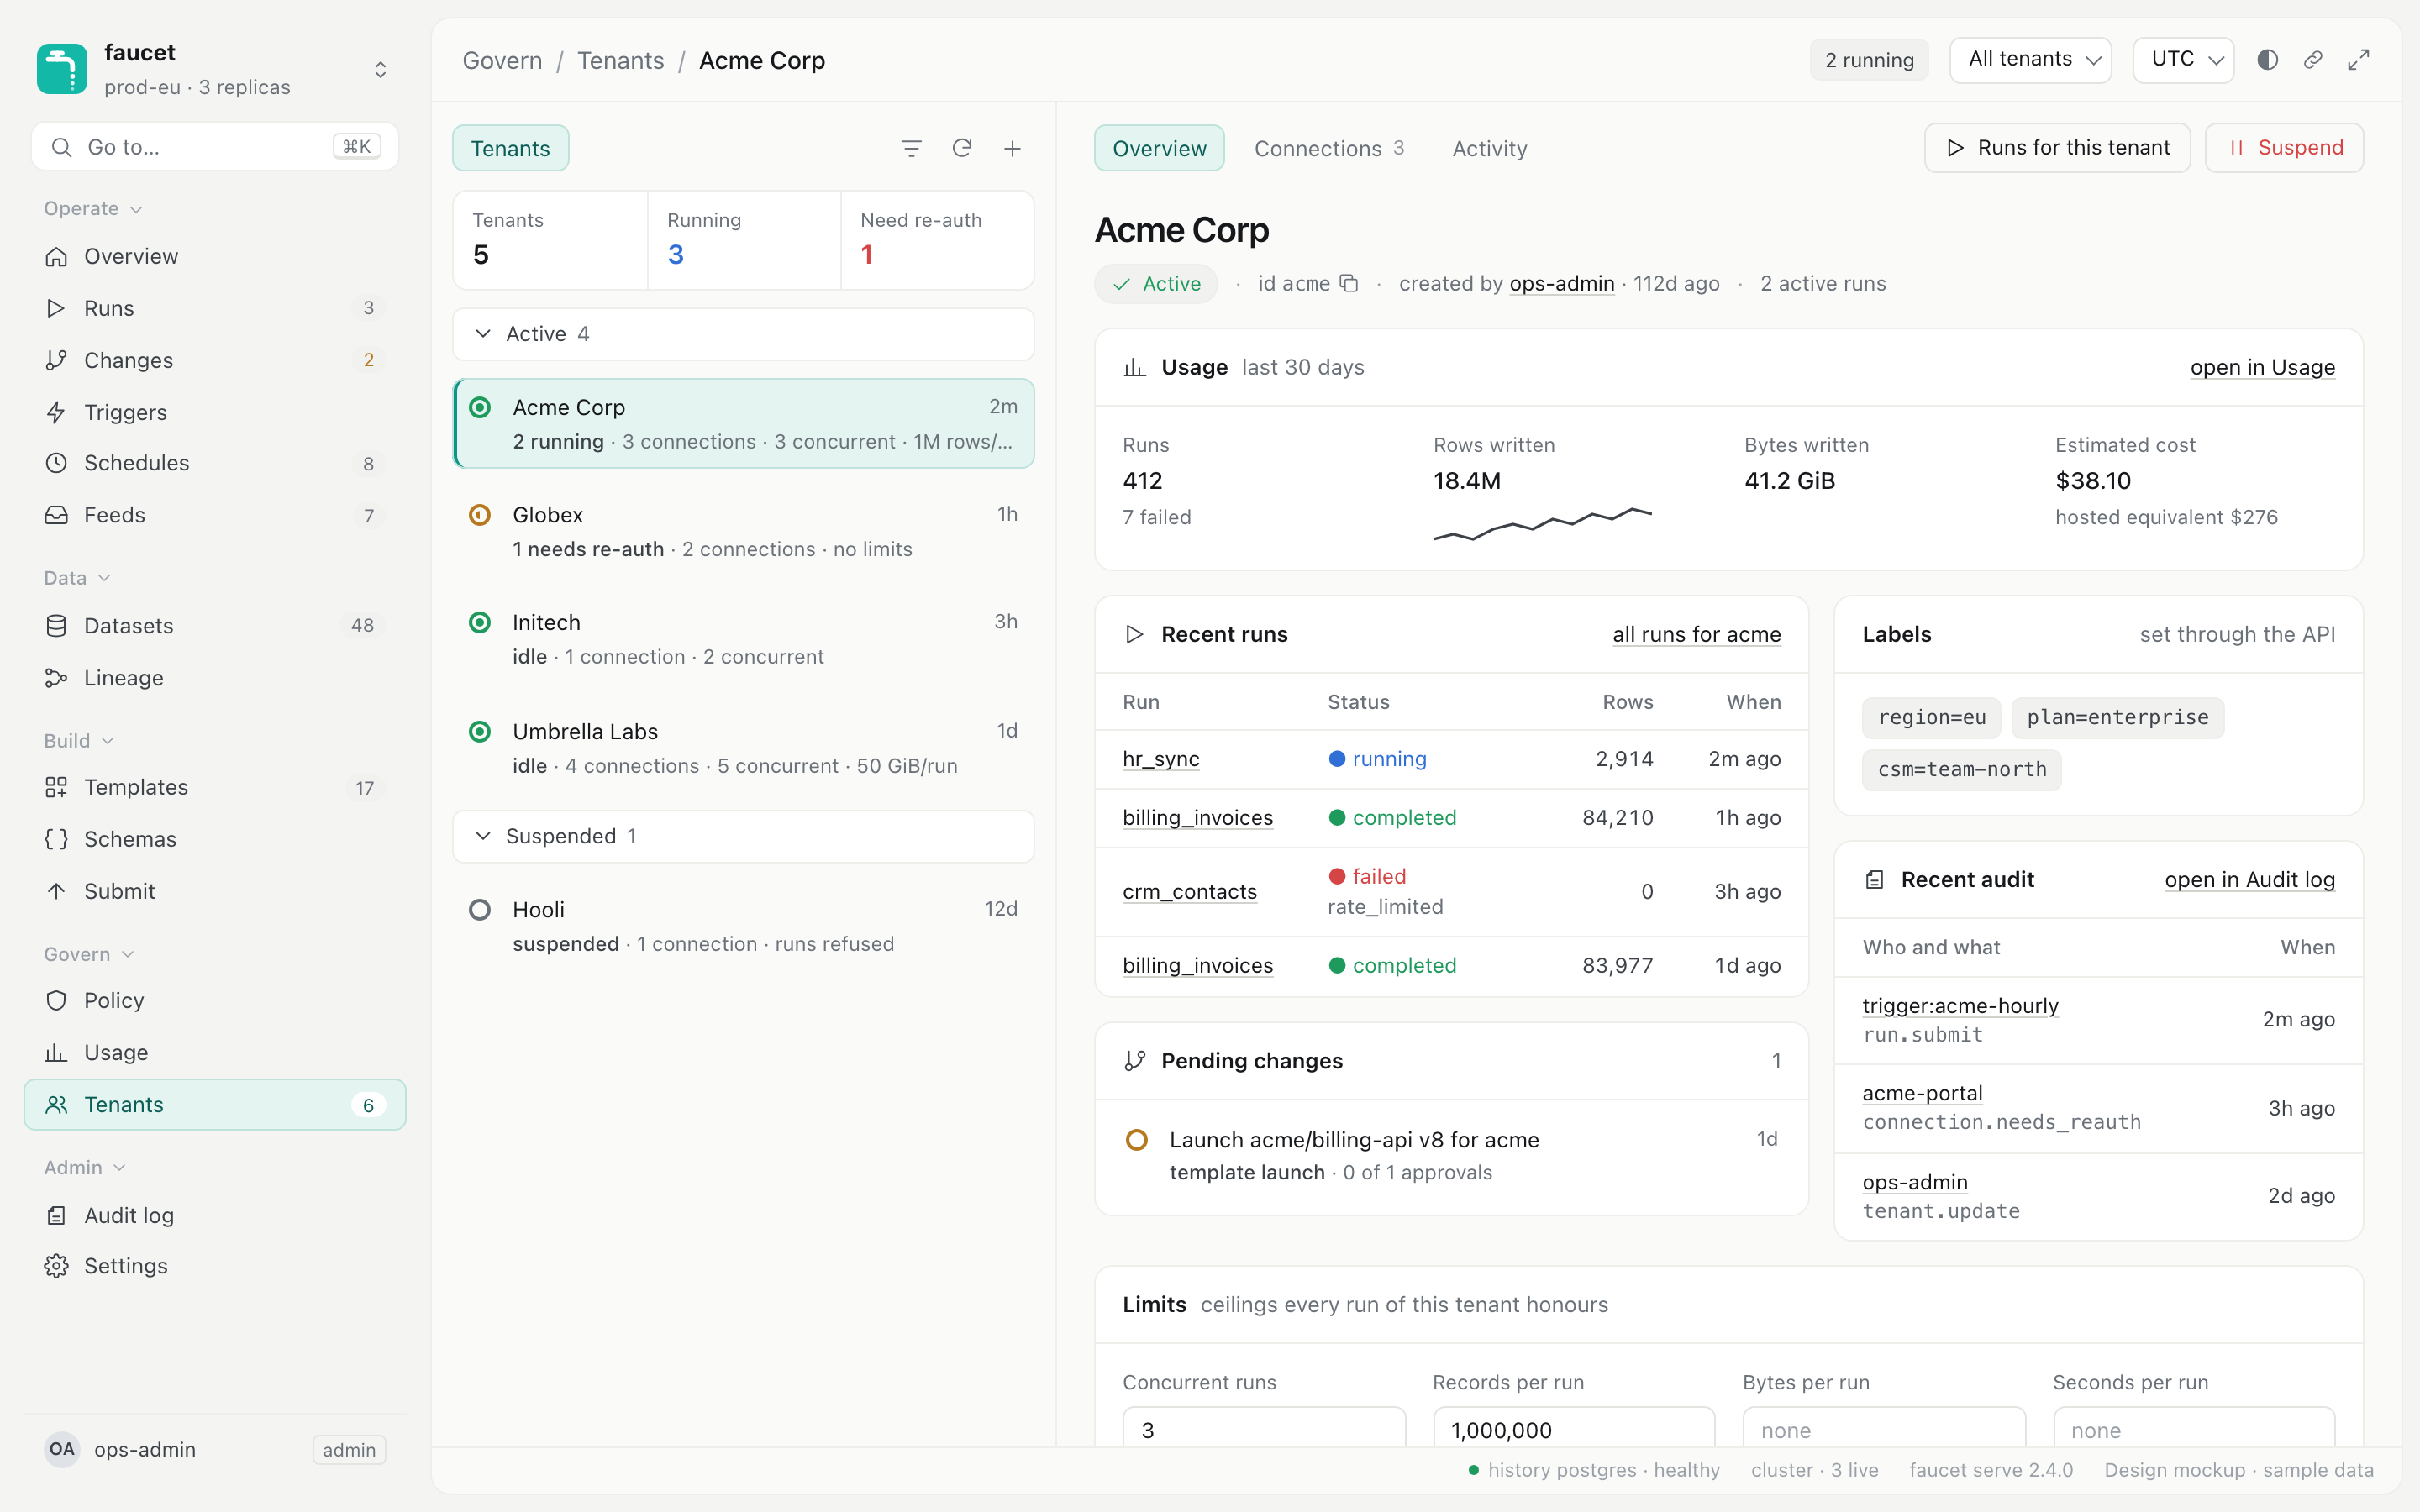 faucet
prod-eu · 3 replicas
Go to...
⌘K
Operate
Overview
Runs 3
Changes 2
Triggers
Schedules 8
Feeds 7
Data
Datasets 48
Lineage
Build
Templates 17
Schemas
Submit
Govern
Policy
Usage
Tenants 6
Admin
Audit log
Settings
OA ops-admin admin
Govern / Tenants / Acme Corp
2 running
All tenants
UTC
Tenants
Tenants Running Need re-auth
5 3 1
Active 4
Acme Corp 2m
2 running · 3 connections · 3 concurrent · 1M rows/...
Globex 1h
1 needs re-auth · 2 connections · no limits
Initech 3h
idle · 1 connection · 2 concurrent
Umbrella Labs 1d
idle · 4 connections · 5 concurrent · 50 GiB/run
Suspended 1
Hooli 12d
suspended · 1 connection · runs refused
Overview Connections 3 Activity
Runs for this tenant
Suspend
Acme Corp
Active · id acme · created by ops-admin · 112d ago · 2 active runs
Usage last 30 days open in Usage
Runs Rows written Bytes written Estimated cost
412 18.4M 41.2 GiB $38.10
7 failed hosted equivalent $276
Recent runs all runs for acme
Run Status Rows When
hr_sync running 2,914 2m ago
billing_invoices completed 84,210 1h ago
crm_contacts failed 0 3h ago
rate_limited
billing_invoices completed 83,977 1d ago
Pending changes 1
Launch acme/billing-api v8 for acme 1d
template launch · 0 of 1 approvals
Labels set through the API
region=eu plan=enterprise
csm=team-north
Recent audit open in Audit log
Who and what When
trigger:acme-hourly 2m ago
run.submit
acme-portal 3h ago
connection.needs_reauth
ops-admin 2d ago
tenant.update
Limits ceilings every run of this tenant honours
Concurrent runs Records per run Bytes per run Seconds per run
3 1,000,000 none none
history postgres · healthy cluster · 3 live faucet serve 2.4.0 Design mockup · sample data